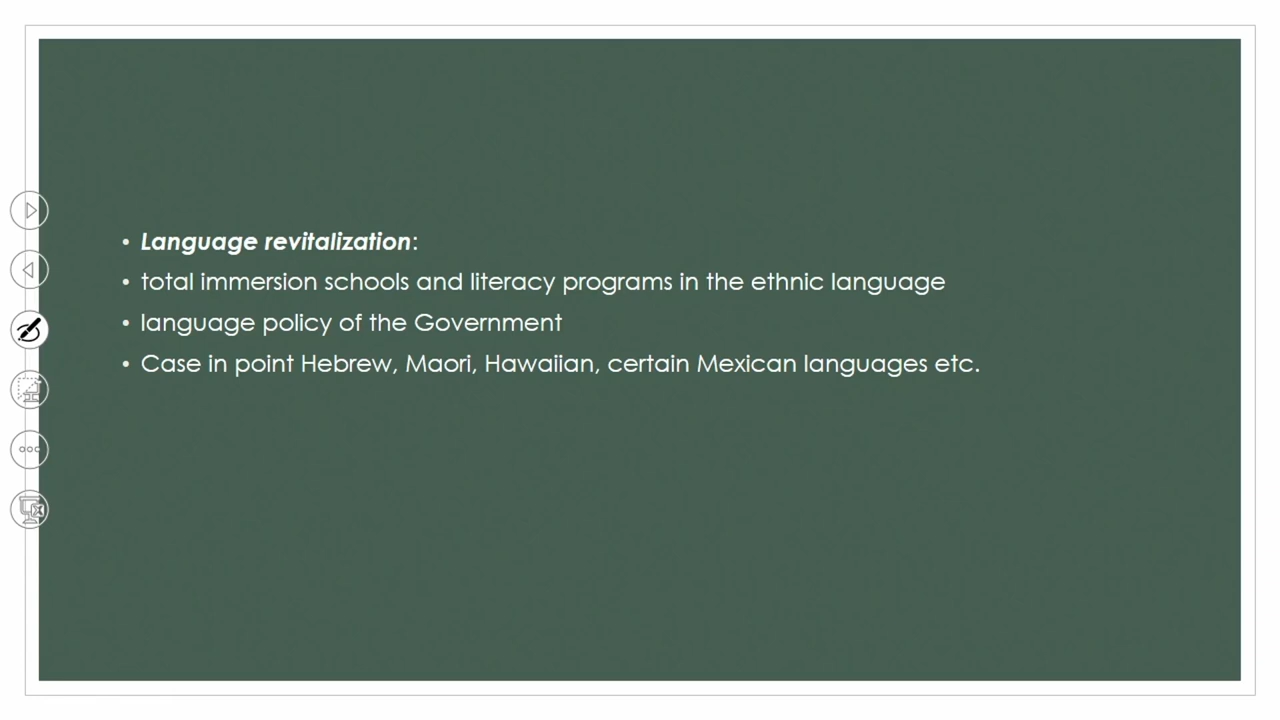 • Language revitalization:
• total immersion schools and literacy programs in the ethnic language
• language policy of the Government
• Case in point Hebrew, Maori, Hawaiian, certain Mexican languages etc.